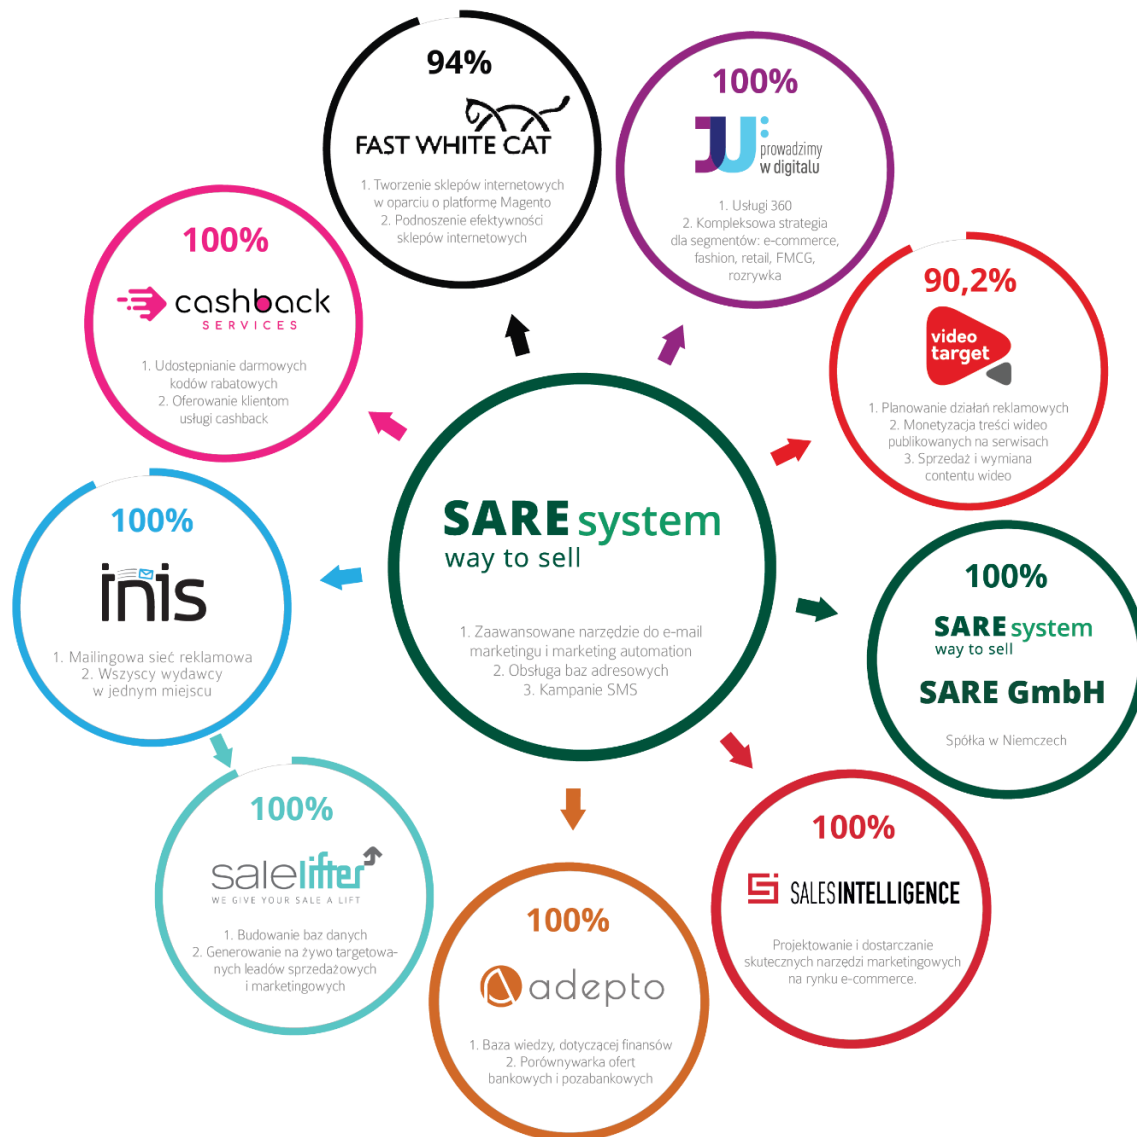 94%
FAST WHITE CAT
1. Tworzenie sklepów internetowych
w oparciu o platformę Magento
2. Podnoszenie efektywności
sklepów internetowych
100%
JU:
prowadzimy
w digitalu
1. Usługi 360
2. Kompleksowa strategia
dla segmentów: e-commerce,
fashion, retail, FMCG,
rozrywka
100%
cashback
SERVICES
1. Udostępnianie darmowych
kodów rabatowych
2. Oferowanie klientom
usługi cashback
90,2%
video
target
1. Planowanie działań reklamowych
2. Monetyzacja treści wideo
publikowanych na serwisach
3. Sprzedaż i wymiana
contentu wideo
SARE system
way to sell
1. Zaawansowane narzędzie do e-mail
marketingu i marketing automation
2. Obsługa baz adresowych
3. Kampanie SMS
100%
inis
1. Mailingowa sieć reklamowa
2. Wszyscy wydawcy
w jednym miejscu
100%
SARE system
way to sell
SARE GmbH
Spółka w Niemczech
100%
salelifter
WE GIVE YOUR SALE A LIFT
1. Budowanie baz danych
2. Generowanie na żywo targetowa-
nych leadów sprzedażowych
i marketingowych
100%
SALESINTELLIGENCE
Projektowanie i dostarczanie
skutecznych narzędzi marketingowych
na rynku e-commerce.
100%
adepto
1. Baza wiedzy, dotyczącej finansów
2. Porównywarka ofert
bankowych i pozabankowych